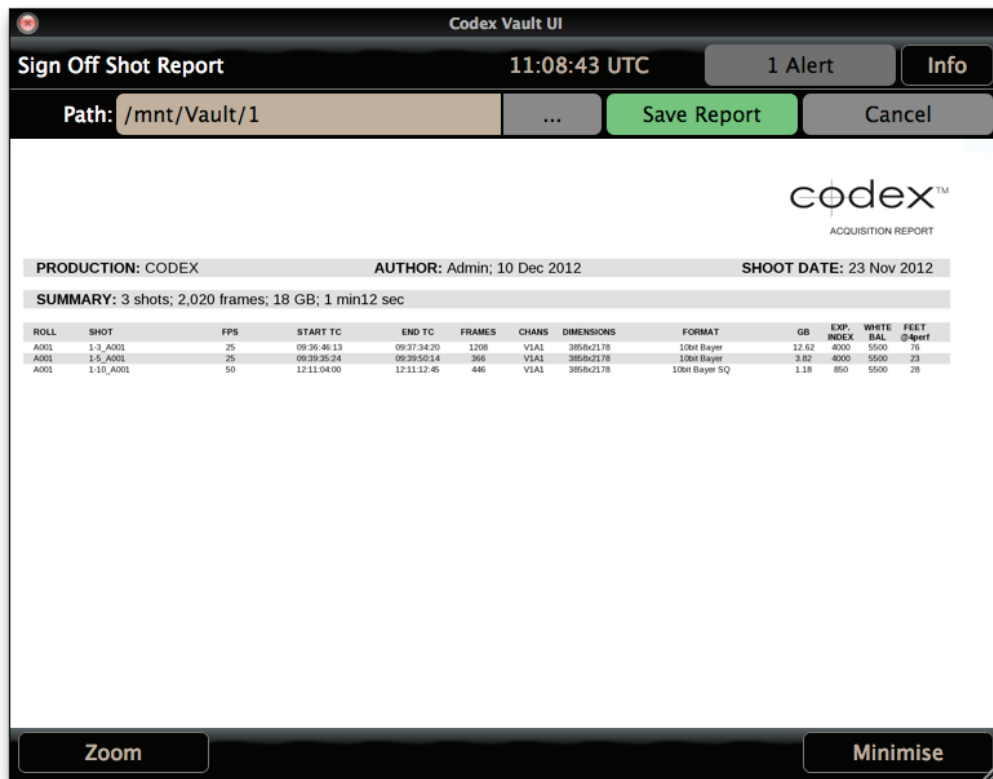 Codex Vault UI
Sign Off Shot Report 11:08:43 UTC 1 Alert Info
Path: /mnt/Vault/1 ... Save Report Cancel
codex™
ACQUISITION REPORT
PRODUCTION: CODEX AUTHOR: Admin; 10 Dec 2012 SHOOT DATE: 23 Nov 2012
SUMMARY: 3 shots; 2,020 frames; 18 GB; 1 min12 sec
ROLL SHOT FPS START TC END TC FRAMES CHANS DIMENSIONS FORMAT GB EXP. INDEX WHITE BAL FEET @4perf
A001 1-3_A001 25 09:36:46:13 09:37:34:20 1208 V1A1 3858x2178 10bit Bayer 12.62 4000 5500 76
A001 1-5_A001 25 09:39:35:24 09:39:50:14 366 V1A1 3858x2178 10bit Bayer 3.82 4000 5500 23
A001 1-10_A001 50 12:11:04:00 12:11:12:45 446 V1A1 3858x2178 10bit Bayer SQ 1.18 850 5500 28
Zoom Minimise